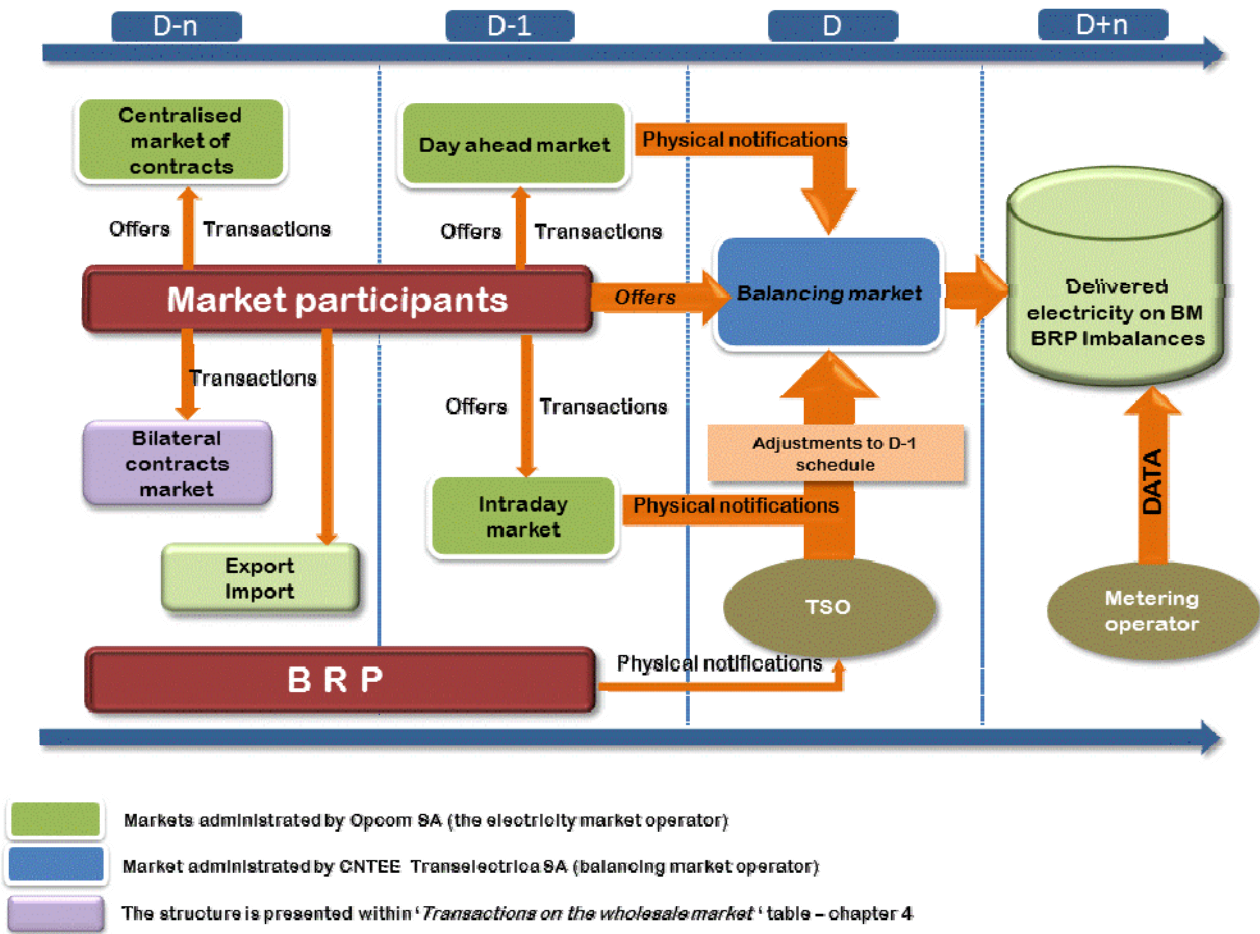 D-n
D-1
D
D+n
Centralised
market of
contracts
Day ahead market
Physical notifications
Offers
Transactions
Offers
Transactions
Market participants
Offers
Balancing market
Delivered
electricity on BM
BRP Imbalances
Transactions
Offers
Transactions
Bilateral
contracts
market
Adjustments to D-1
schedule
Intraday
market
Physical notifications
DATA
Export
Import
TSO
Metering
operator
BRP
Physical notifications
Markets administrated by Opcom SA (the electricity market operator)
Market administrated by CNTEE Transelectrica SA (balancing market operator)
The structure is presented within ‘Transactions on the wholesale market‘ table – chapter 4